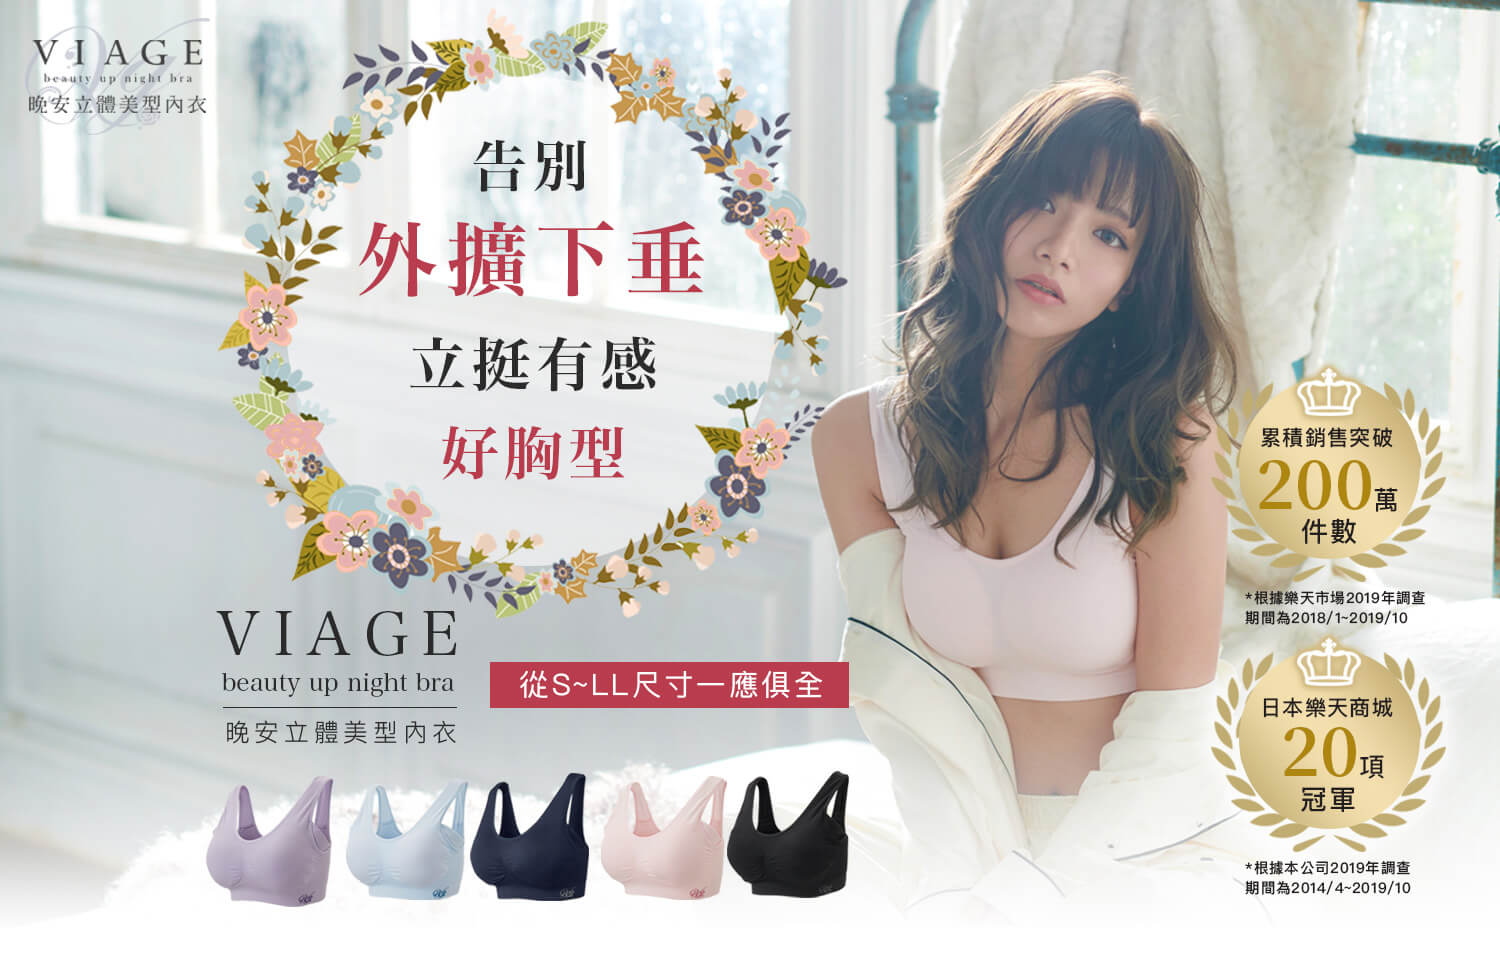 VIAGE
beauty up night bra
晚安立體美型內衣
告別
外擴下垂
立挺有感
好胸型
VIAGE
beauty up night bra
晚安立體美型內衣
從S~LL尺寸一應俱全
累積銷售突破
200萬
件數
*根據樂天市場2019年調查
期間為2018/1~2019/10
日本樂天商城
20項
冠軍
*根據本公司2019年調查
期間為2014/4~2019/10